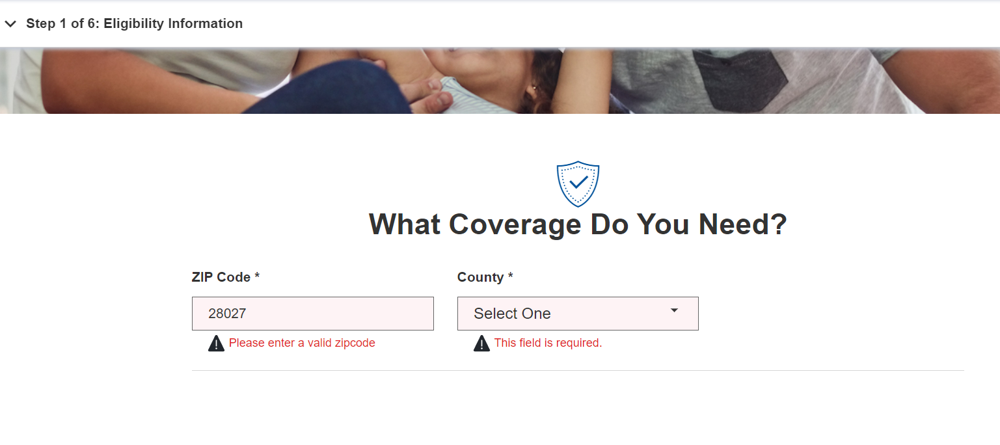 Step 1 of 6: Eligibility Information
What Coverage Do You Need?
ZIP Code * County *
28027 Select One
Please enter a valid zipcode This field is required.